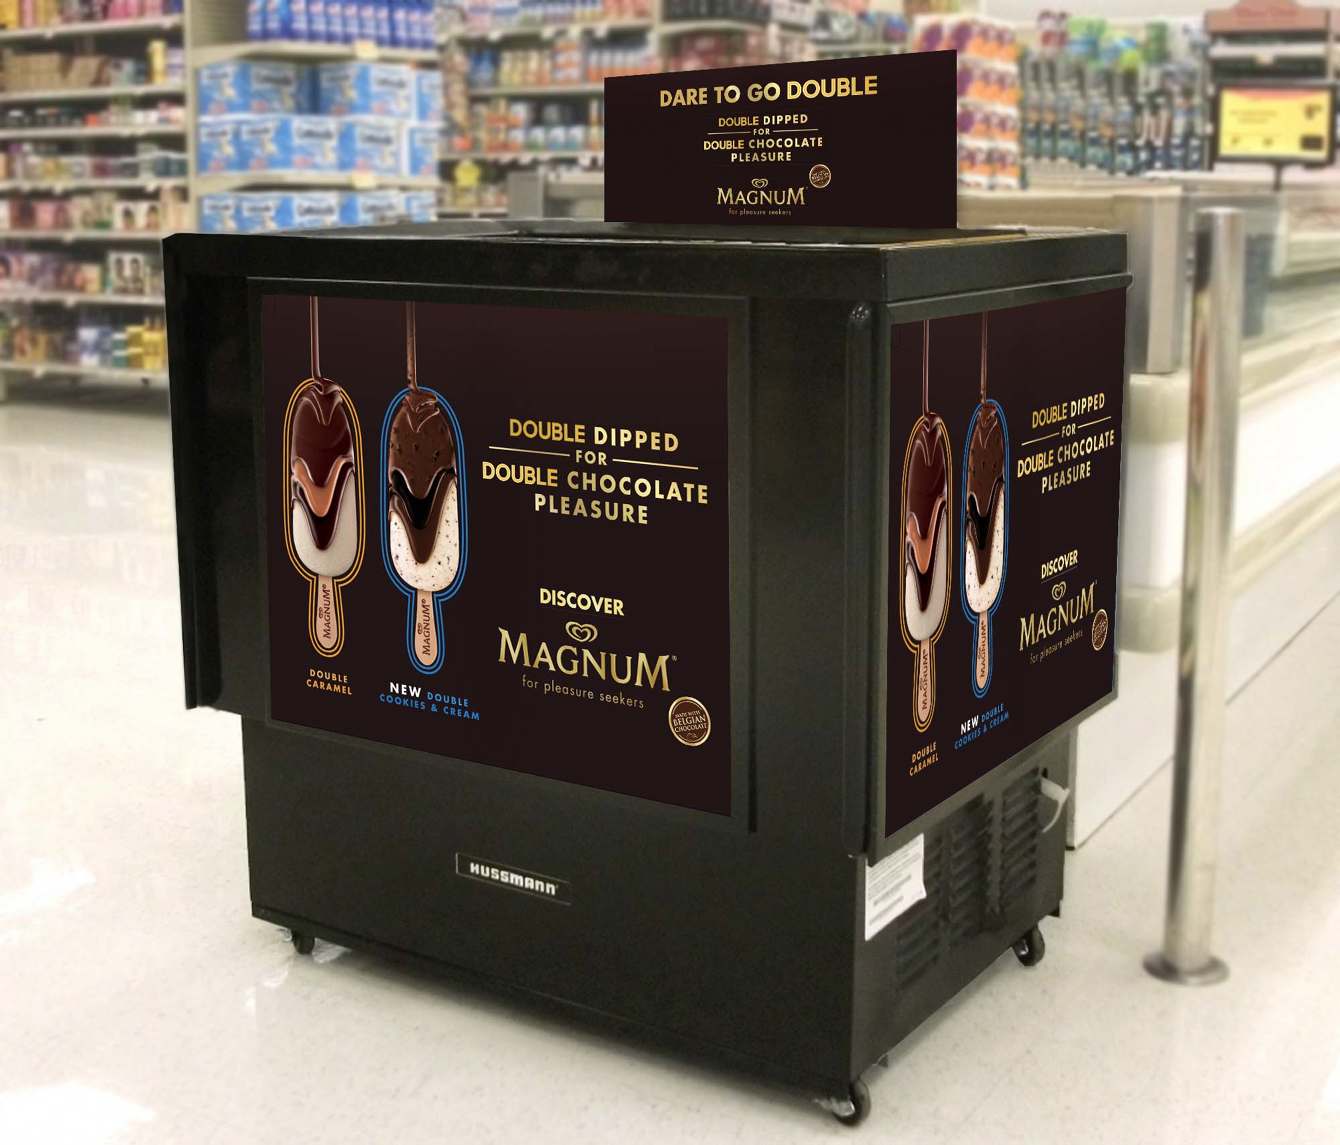 DARE TO GO DOUBLE
DOUBLE DIPPED
FOR
DOUBLE CHOCOLATE
PLEASURE
MAGNUM
for pleasure seekers
DOUBLE DIPPED
FOR
DOUBLE CHOCOLATE
PLEASURE
DISCOVER
MAGNUM®
for pleasure seekers
MADE WITH
BELGIAN
CHOCOLATE
MAGNUM®
MAGNUM®
DOUBLE
CARAMEL
NEW DOUBLE
COOKIES & CREAM
HUSSMANN
DOUBLE DIPPED
FOR
DOUBLE CHOCOLATE
PLEASURE
DISCOVER
MAGNUM®
for pleasure seekers
MAGNUM®
MAGNUM®
DOUBLE
CARAMEL
NEW DOUBLE
COOKIES & CREAM